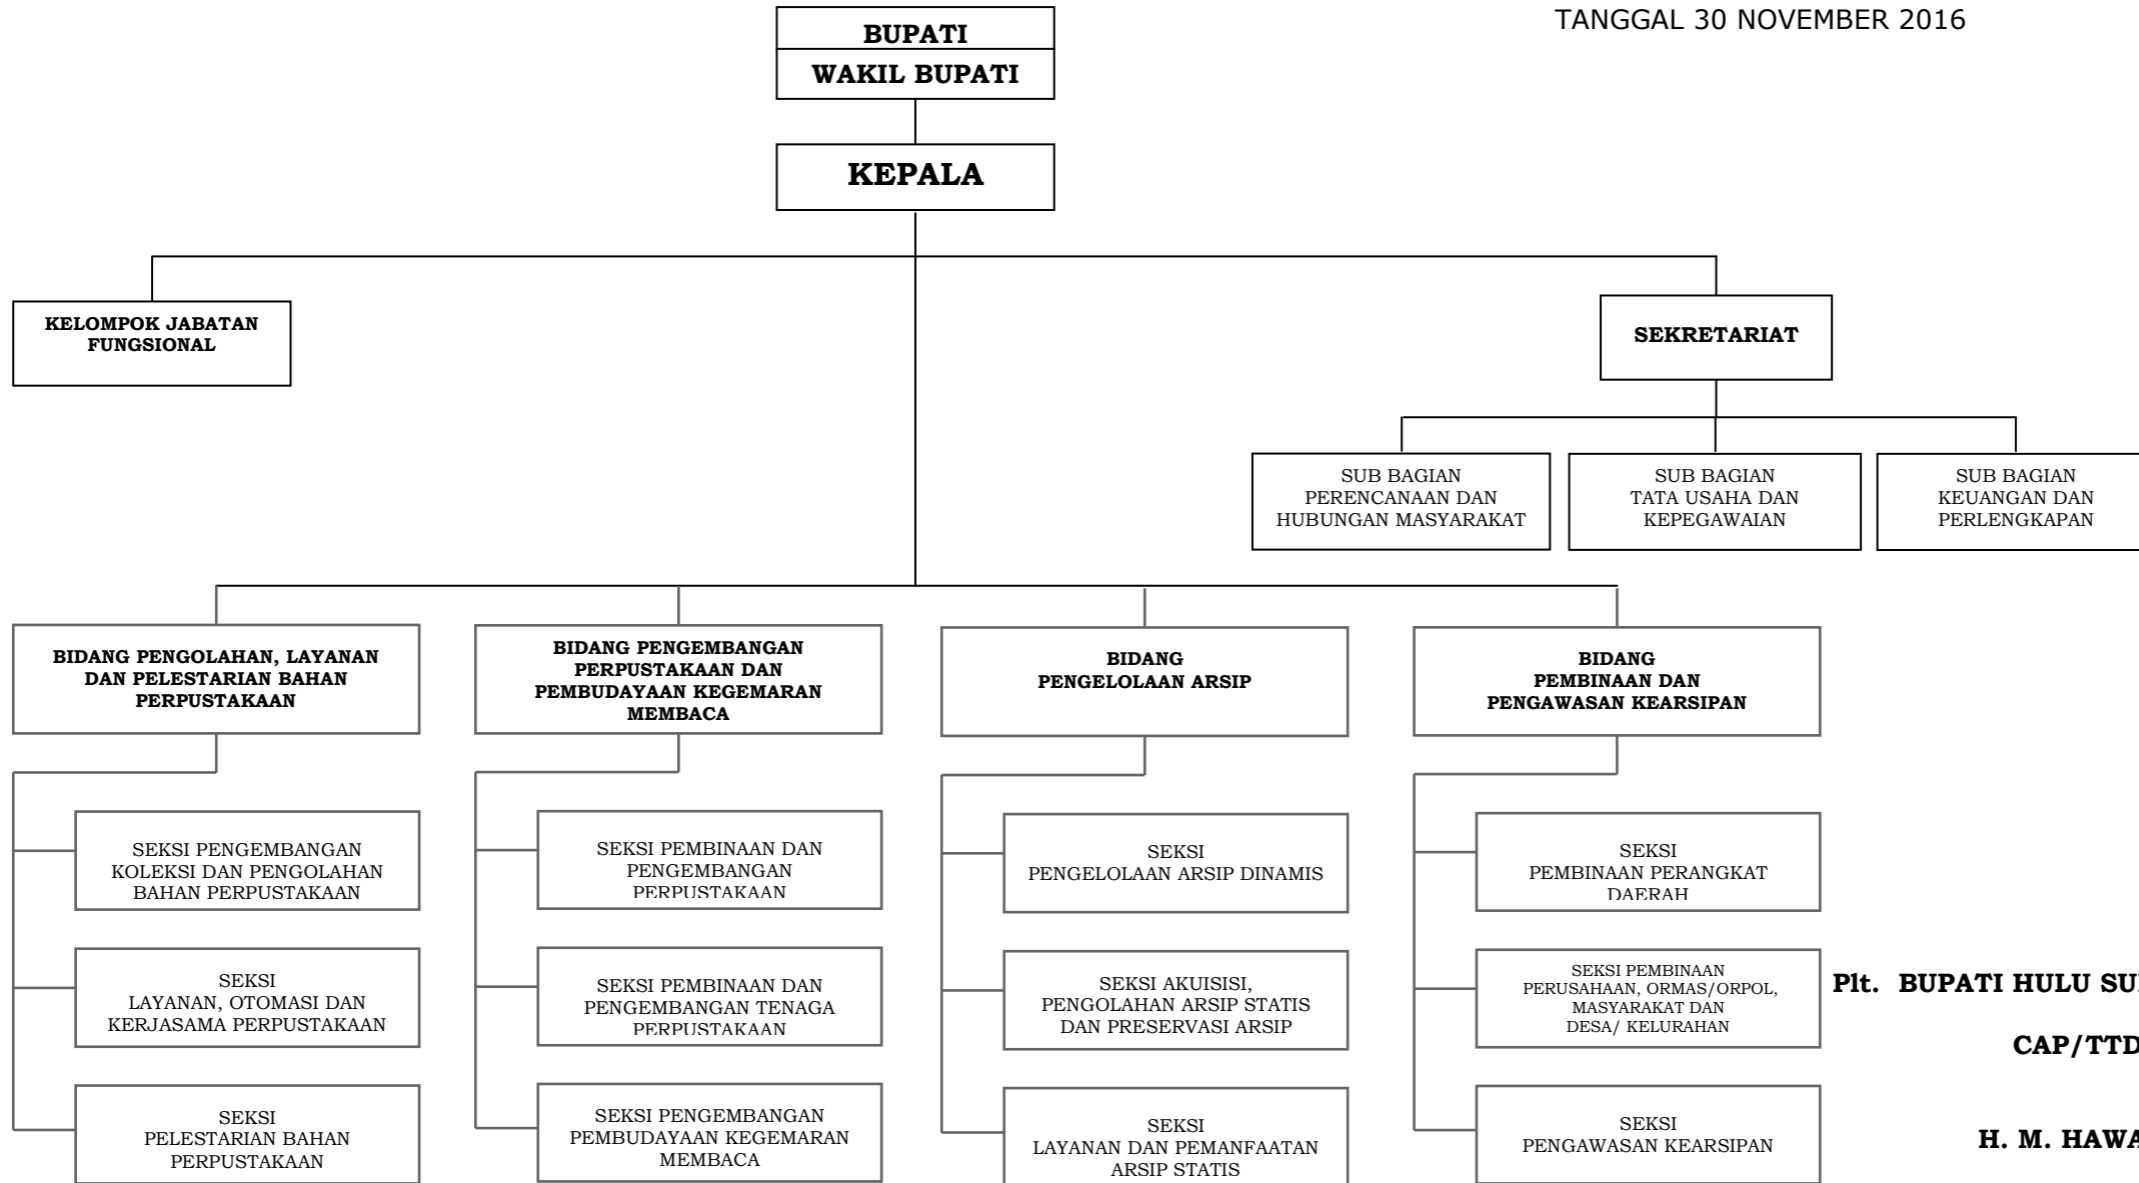 TANGGAL 30 NOVEMBER 2016
BUPATI
WAKIL BUPATI
KEPALA
KELOMPOK JABATAN
FUNGSIONAL
SEKRETARIAT
SUB BAGIAN
PERENCANAAN DAN
HUBUNGAN MASYARAKAT
SUB BAGIAN
TATA USAHA DAN
KEPEGAWAIAN
SUB BAGIAN
KEUANGAN DAN
PERLENGKAPAN
BIDANG PENGOLAHAN, LAYANAN
DAN PELESTARIAN BAHAN
PERPUSTAKAAN
BIDANG PENGEMBANGAN
PERPUSTAKAAN DAN
PEMBUDAYAAN KEGEMARAN
MEMBACA
BIDANG
PENGELOLAAN ARSIP
BIDANG
PEMBINAAN DAN
PENGAWASAN KEARSIPAN
SEKSI PENGEMBANGAN
KOLEKSI DAN PENGOLAHAN
BAHAN PERPUSTAKAAN
SEKSI PEMBINAAN DAN
PENGEMBANGAN
PERPUSTAKAAN
SEKSI
PENGELOLAAN ARSIP DINAMIS
SEKSI
PEMBINAAN PERANGKAT
DAERAH
SEKSI
LAYANAN, OTOMASI DAN
KERJASAMA PERPUSTAKAAN
SEKSI PEMBINAAN DAN
PENGEMBANGAN TENAGA
PERPUSTAKAAN
SEKSI AKUISISI,
PENGOLAHAN ARSIP STATIS
DAN PRESERVASI ARSIP
SEKSI PEMBINAAN
PERUSAHAAN, ORMAS/ORPOL,
MASYARAKAT DAN
DESA/ KELURAHAN
SEKSI
PELESTARIAN BAHAN
PERPUSTAKAAN
SEKSI PENGEMBANGAN
PEMBUDAYAAN KEGEMARAN
MEMBACA
SEKSI
LAYANAN DAN PEMANFAATAN
ARSIP STATIS
SEKSI
PENGAWASAN KEARSIPAN
Plt. BUPATI HULU
CAP/TTD
H. M.